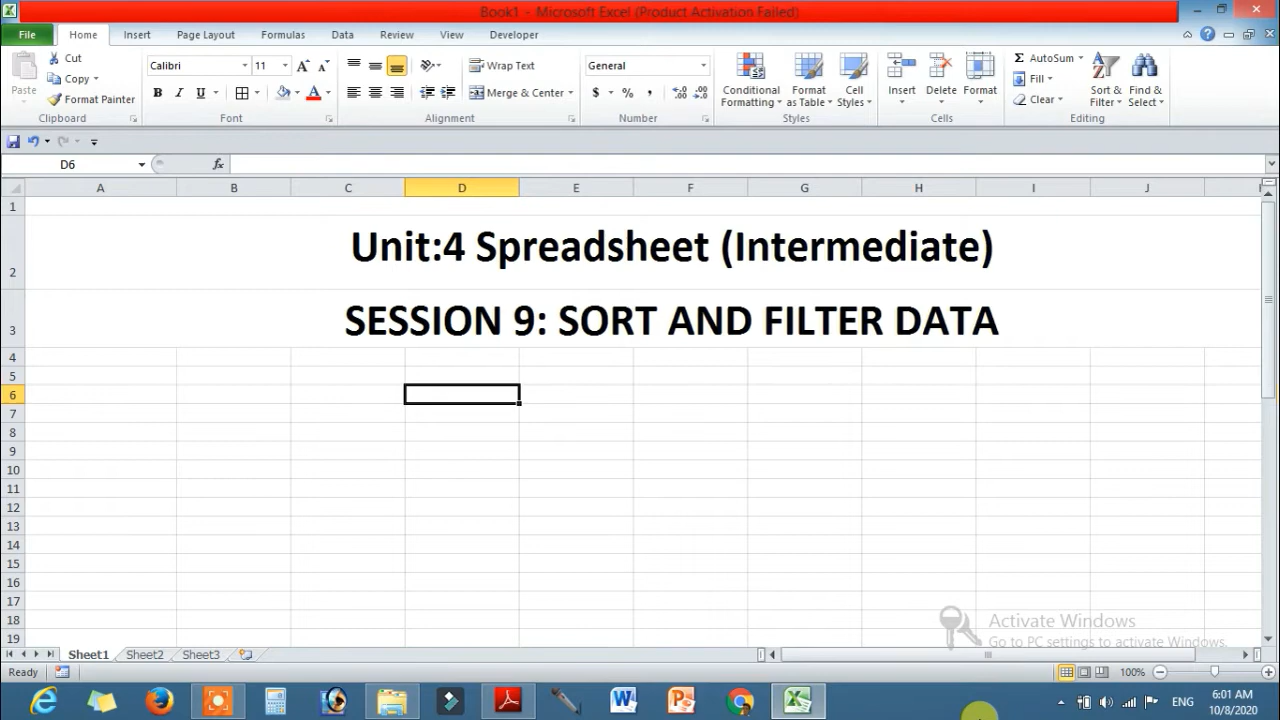 Book1 - Microsoft Excel (Product Activation Failed)
File Home Insert Page Layout Formulas Data Review View Developer
Cut
Copy
Format Painter
Paste
Clipboard
Calibri 11
B I U
Font
Wrap Text
Merge & Center
Alignment
General
$ % ,
Number
Conditional Formatting
Format as Table
Cell Styles
Styles
Insert Delete Format
Cells
AutoSum
Fill
Clear
Sort & Filter
Find & Select
Editing
D6 fx
A B C D E F G H I J
1
2 Unit:4 Spreadsheet (Intermediate)
3 SESSION 9: SORT AND FILTER DATA
4
5
6
7
8
9
10
11
12
13
14
15
16
17
18
19
Activate Windows
Go to PC settings to activate Windows.
Sheet1 Sheet2 Sheet3
Ready 100%
ENG 6:01 AM
10/8/2020